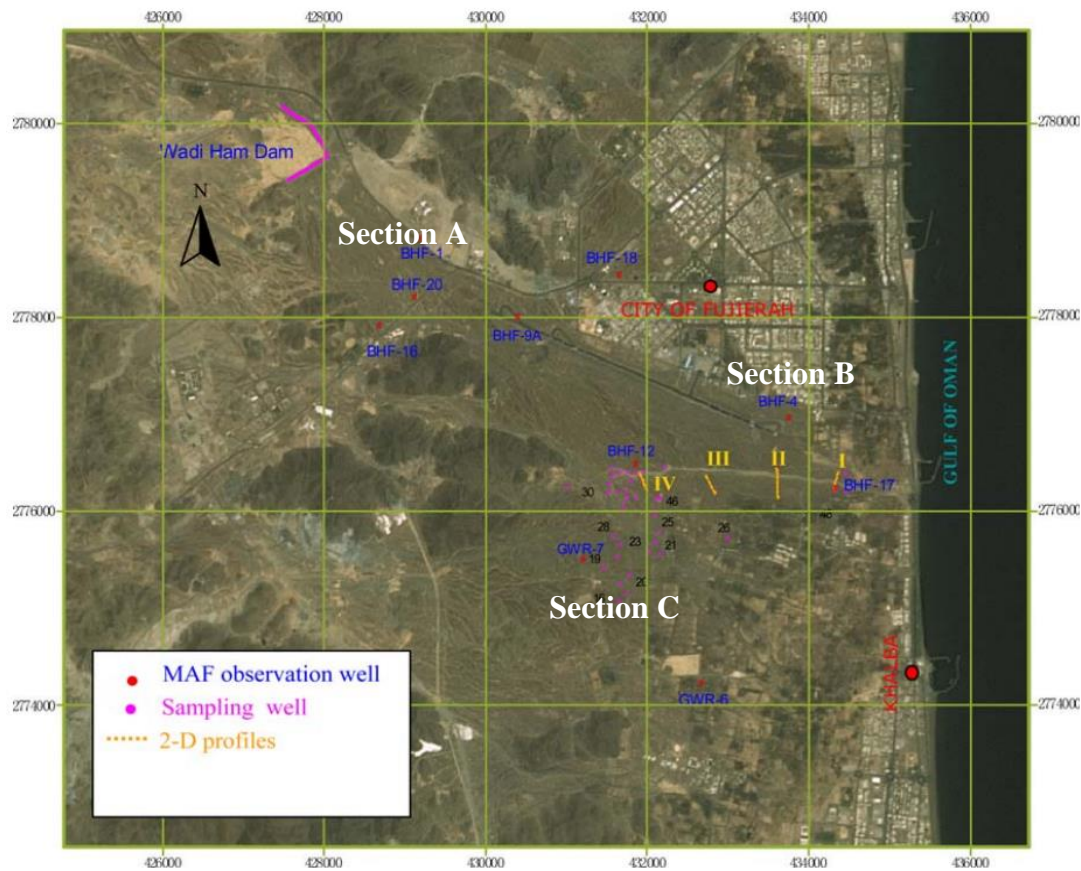 426000 428000 430000 432000 434000 436000
2780000 2780000
Wadi Ham Dam
N
Section A
BHF-1
BHF-18
BHF-20
CITY OF FUJIERAH
2778000 2778000
BHF-9A
BHF-16
Section B
GULF OF OMAN
BHF-4
BHF-12
III
II
I
IV
BHF-17
30
46
2776000 2776000
28
25
26
23
21
GWR-7
19
20
Section C
KHALBA
MAF observation well
Sampling well
2-D profiles
GWR-6
2774000 2774000
426000 428000 430000 432000 434000 436000